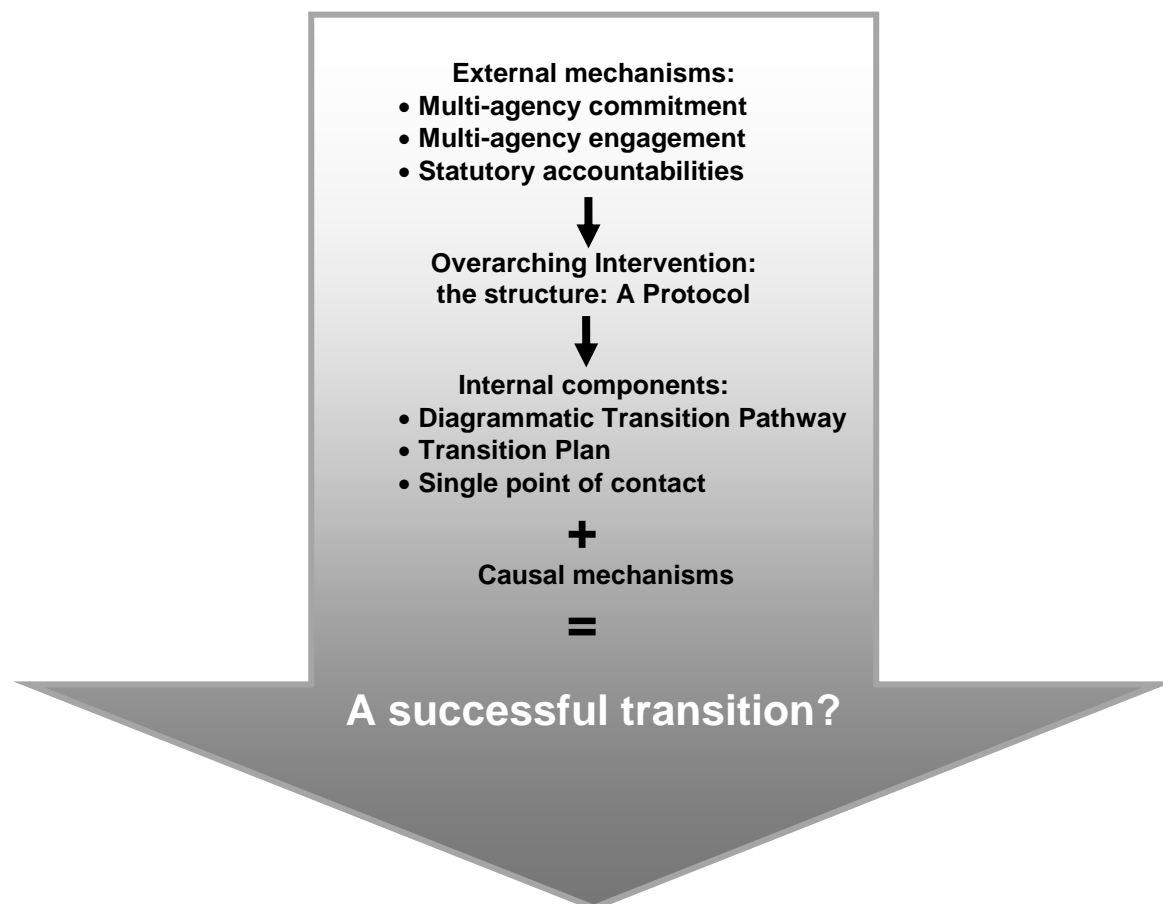 External mechanisms:
• Multi-agency commitment
• Multi-agency engagement
• Statutory accountabilities
Overarching Intervention:
the structure: A Protocol
Internal components:
• Diagrammatic Transition Pathway
• Transition Plan
• Single point of contact
+
Causal mechanisms
=
A successful transition?